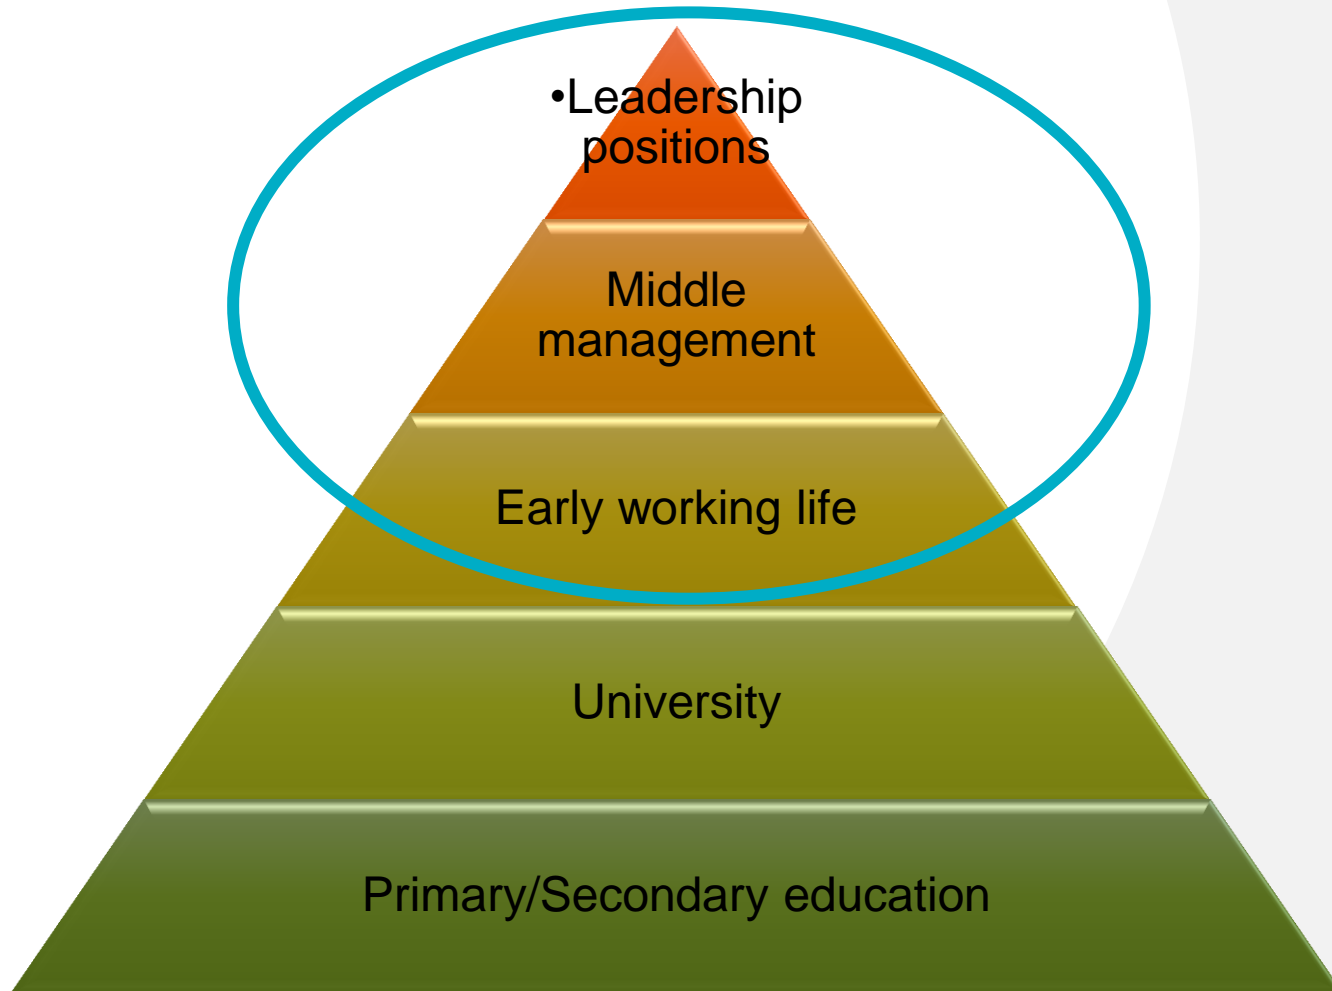 •Leadership
positions
Middle
management
Early working life
University
Primary/Secondary education